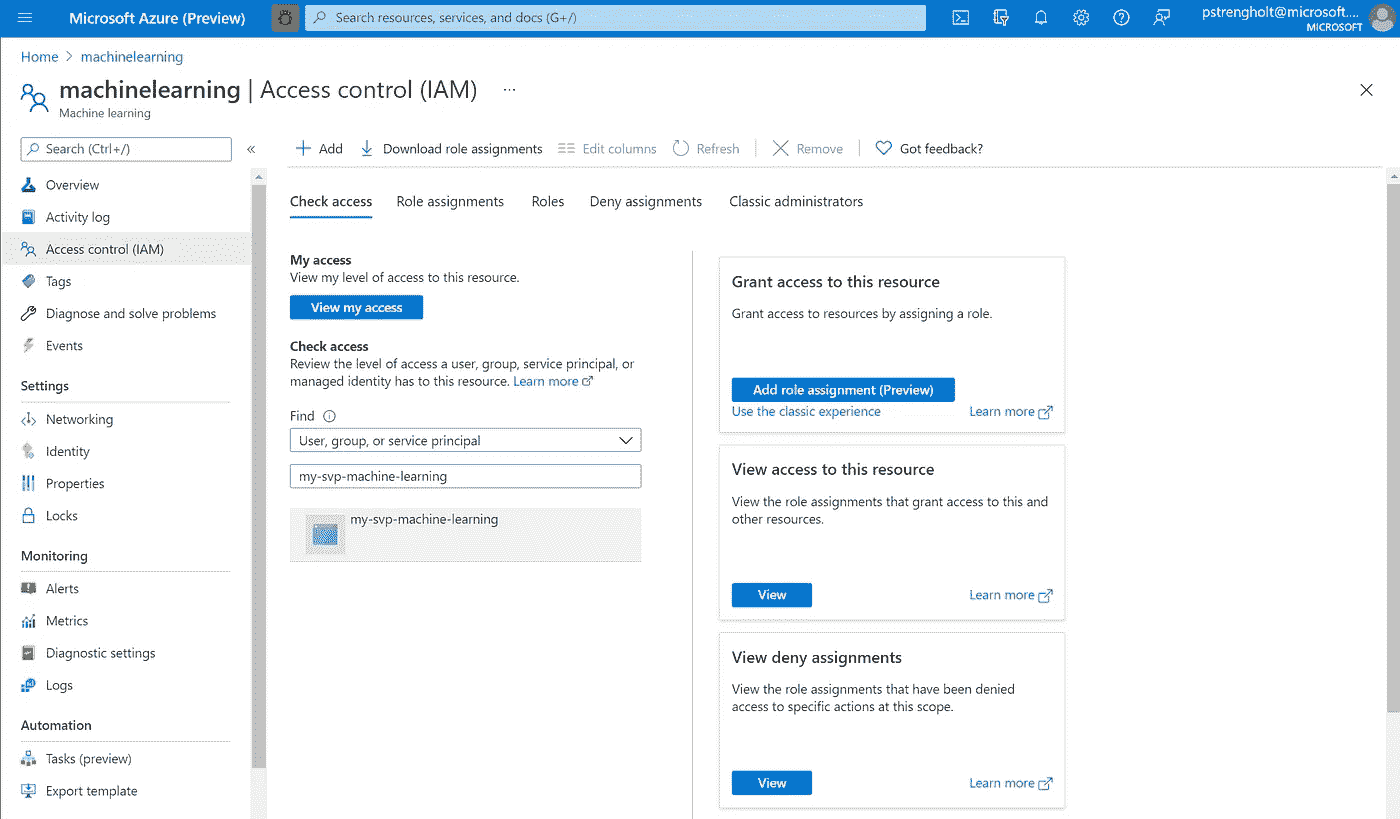 Microsoft Azure (Preview)
Search resources, services, and docs (G+/)
pstrengholt@microsoft....
MICROSOFT
Home > machinelearning
machinelearning | Access control (IAM) ...
Machine learning
Search (Ctrl+/)
«
Overview
Activity log
Access control (IAM)
Tags
Diagnose and solve problems
Events
Settings
Networking
Identity
Properties
Locks
Monitoring
Alerts
Metrics
Diagnostic settings
Logs
Automation
Tasks (preview)
Export template
Add
Download role assignments
Edit columns
Refresh
Remove
Got feedback?
Check access
Role assignments
Roles
Deny assignments
Classic administrators
My access
View my level of access to this resource.
View my access
Check access
Review the level of access a user, group, service principal, or
managed identity has to this resource. Learn more
Find
User, group, or service principal
my-svp-machine-learning
my-svp-machine-learning
Grant access to this resource
Grant access to resources by assigning a role.
Add role assignment (Preview)
Use the classic experience
Learn more
View access to this resource
View the role assignments that grant access to this and
other resources.
View
Learn more
View deny assignments
View the role assignments that have been denied
access to specific actions at this scope.
View
Learn more